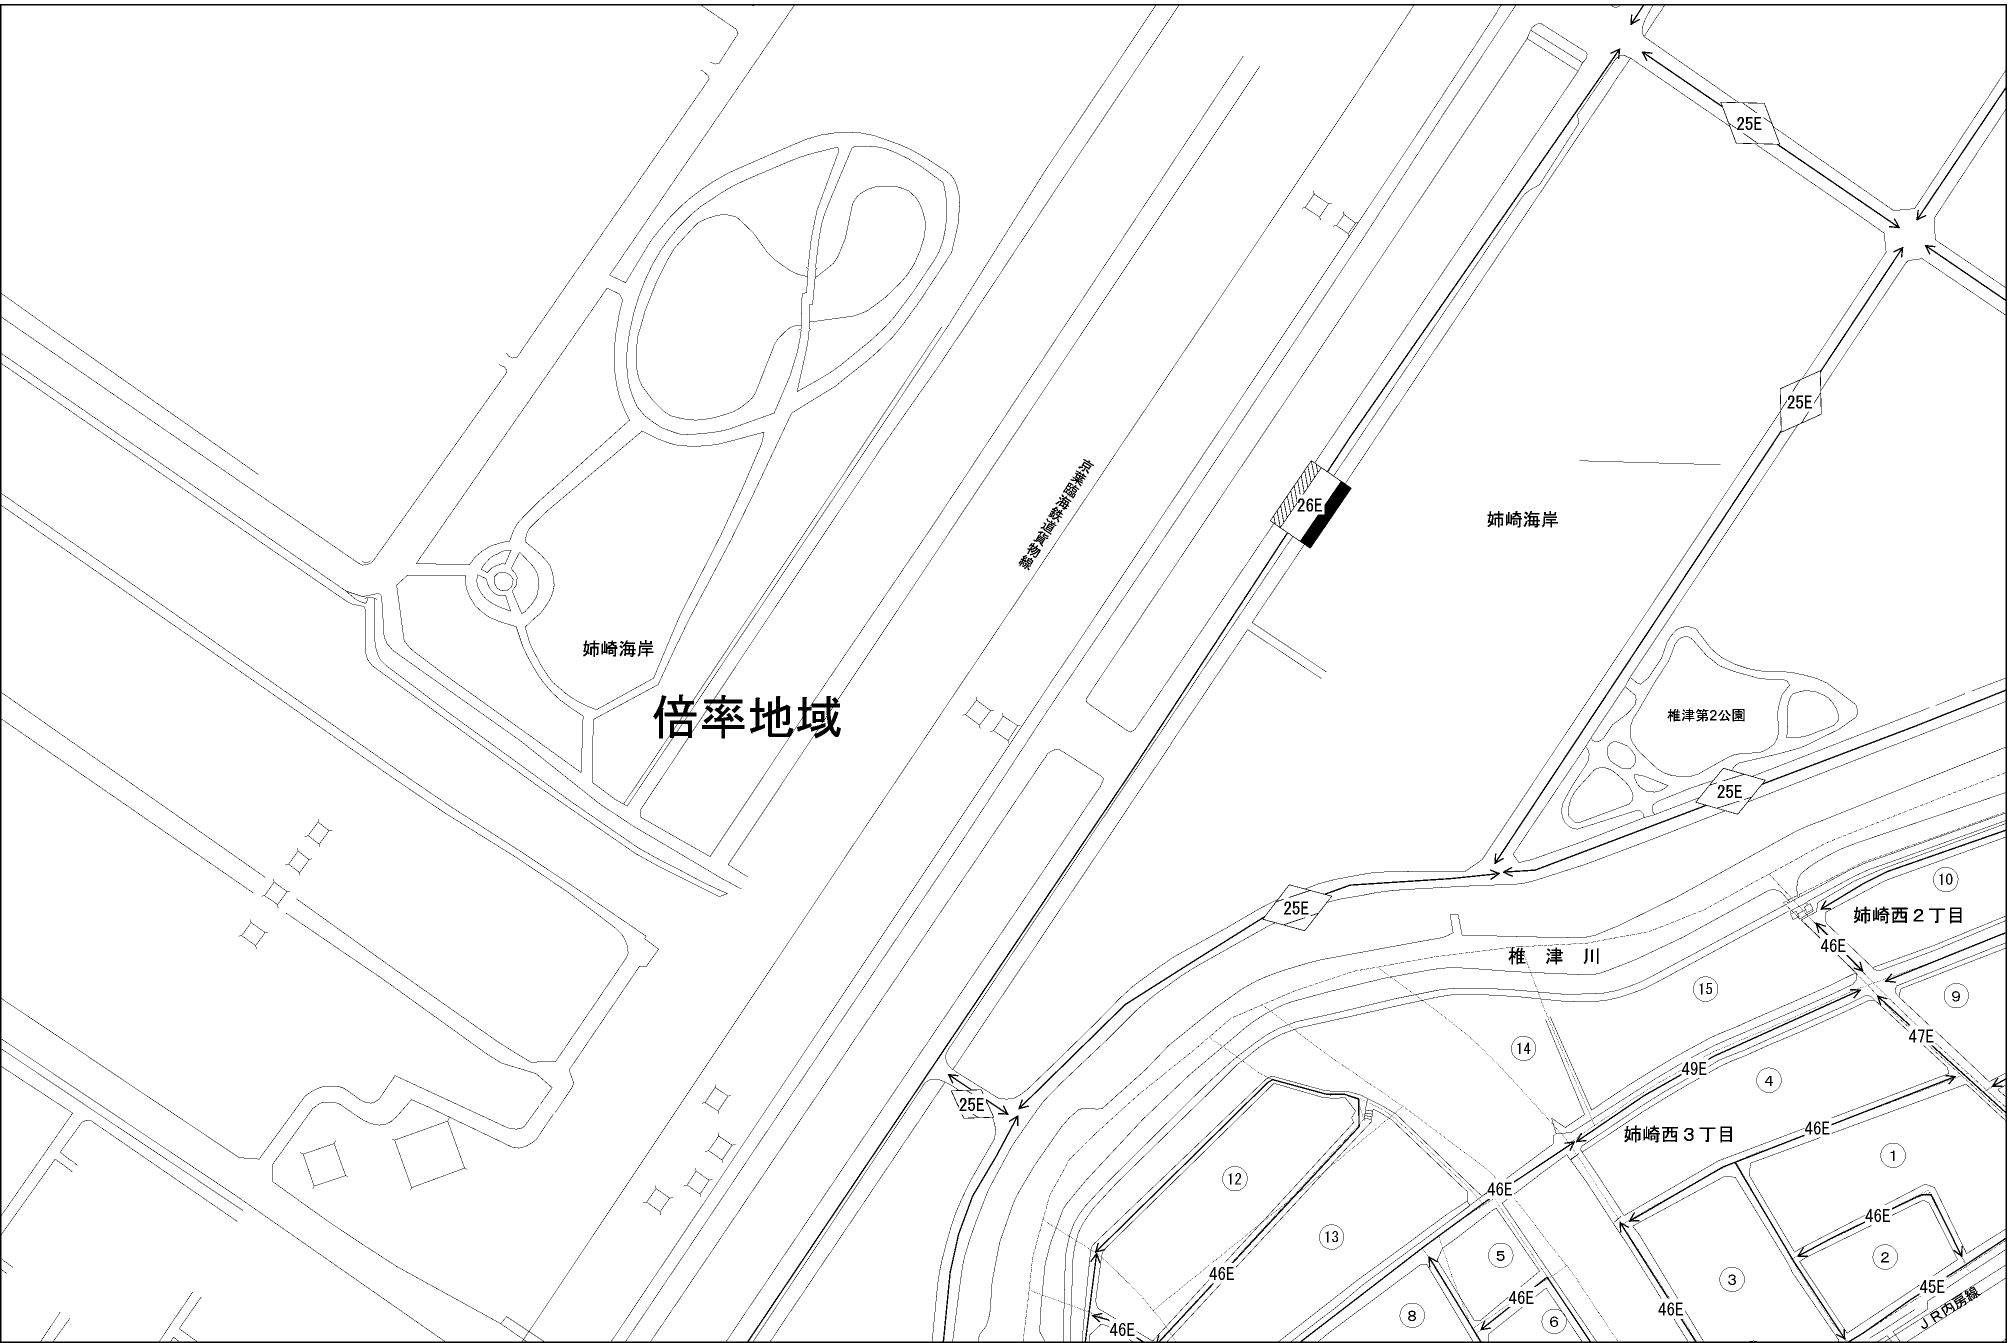 25E
25E
京葉臨海鉄道貨物線
26E
姉崎海岸
姉崎海岸
倍率地域
椎津第2公園
25E
25E
⑩
姉崎西２丁目
46E
椎津川
⑮
⑨
47E
⑭
49E
④
25E
46E
姉崎西３丁目
①
⑫
46E
46E
⑬
⑤
②
46E
③
45E
46E
46E
⑧
⑥
46E
ＪＲ内房線